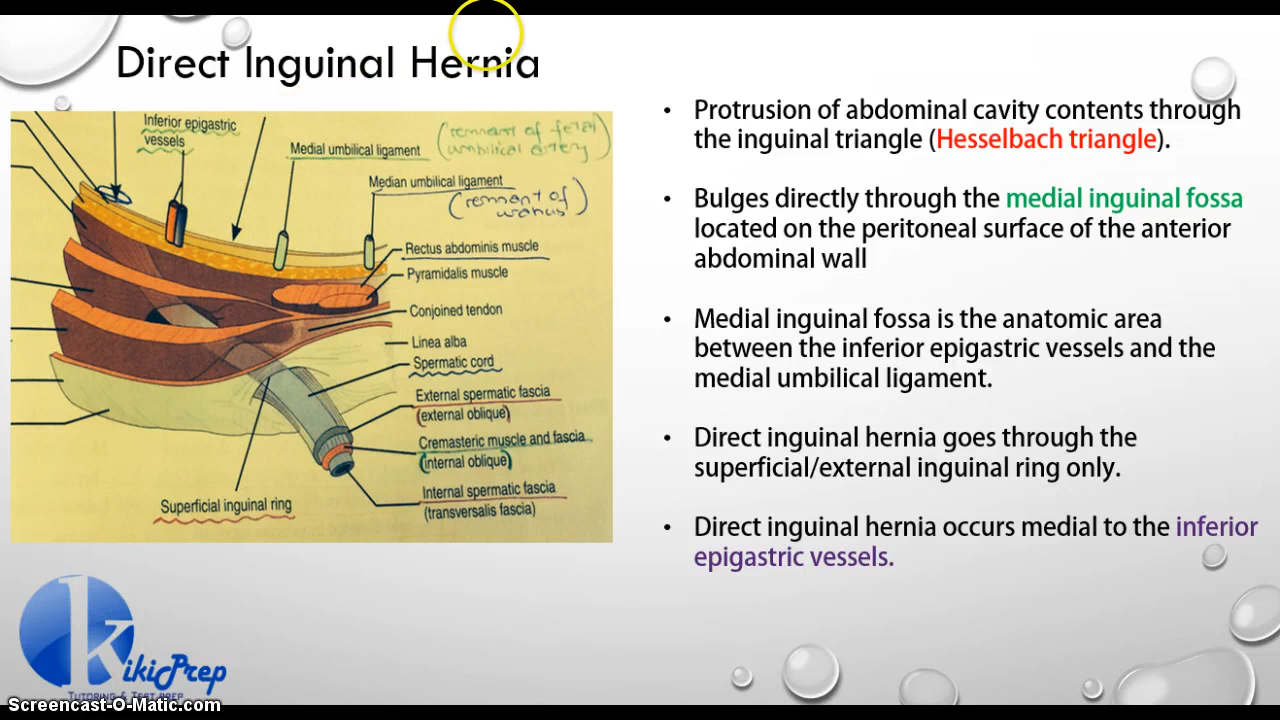 Direct Inguinal Hernia
Inferior epigastric
vessels
(remnant of fetal
umbilical artery)
Medial umbilical ligament
Median umbilical ligament
(remnant of
urachus)
Rectus abdominis muscle
Pyramidalis muscle
Conjoined tendon
Linea alba
Spermatic cord
External spermatic fascia
(external oblique)
Cremasteric muscle and fascia
(internal oblique)
Internal spermatic fascia
(transversalis fascia)
Superficial inguinal ring
• Protrusion of abdominal cavity contents through
the inguinal triangle (Hesselbach triangle).
• Bulges directly through the medial inguinal fossa
located on the peritoneal surface of the anterior
abdominal wall
• Medial inguinal fossa is the anatomic area
between the inferior epigastric vessels and the
medial umbilical ligament.
• Direct inguinal hernia goes through the
superficial/external inguinal ring only.
• Direct inguinal hernia occurs medial to the inferior
epigastric vessels.
kikiPrep
Tutoring & Test prep
Screencast-O-Matic.com